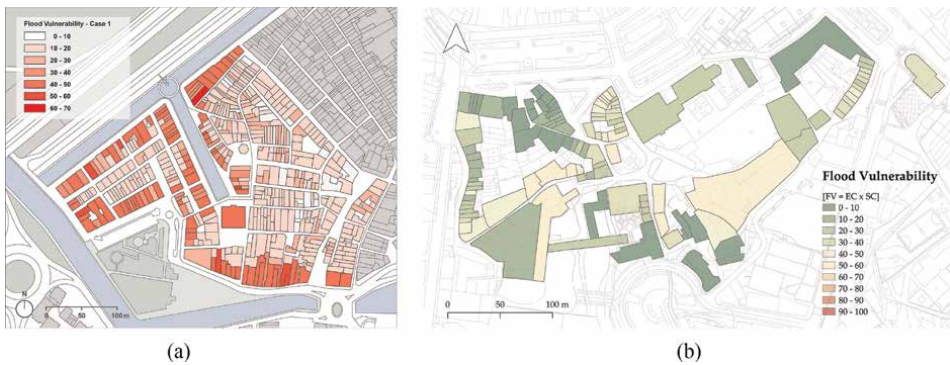 Flood Vulnerability - Case 1
0 - 10
10 - 20
20 - 30
30 - 40
40 - 50
50 - 60
60 - 70
N
0 50 100 m
(a)
0 50 100 m
Flood Vulnerability
[FV = EC x SC]
0 - 10
10 - 20
20 - 30
30 - 40
40 - 50
50 - 60
60 - 70
70 - 80
80 - 90
90 - 100
(b)